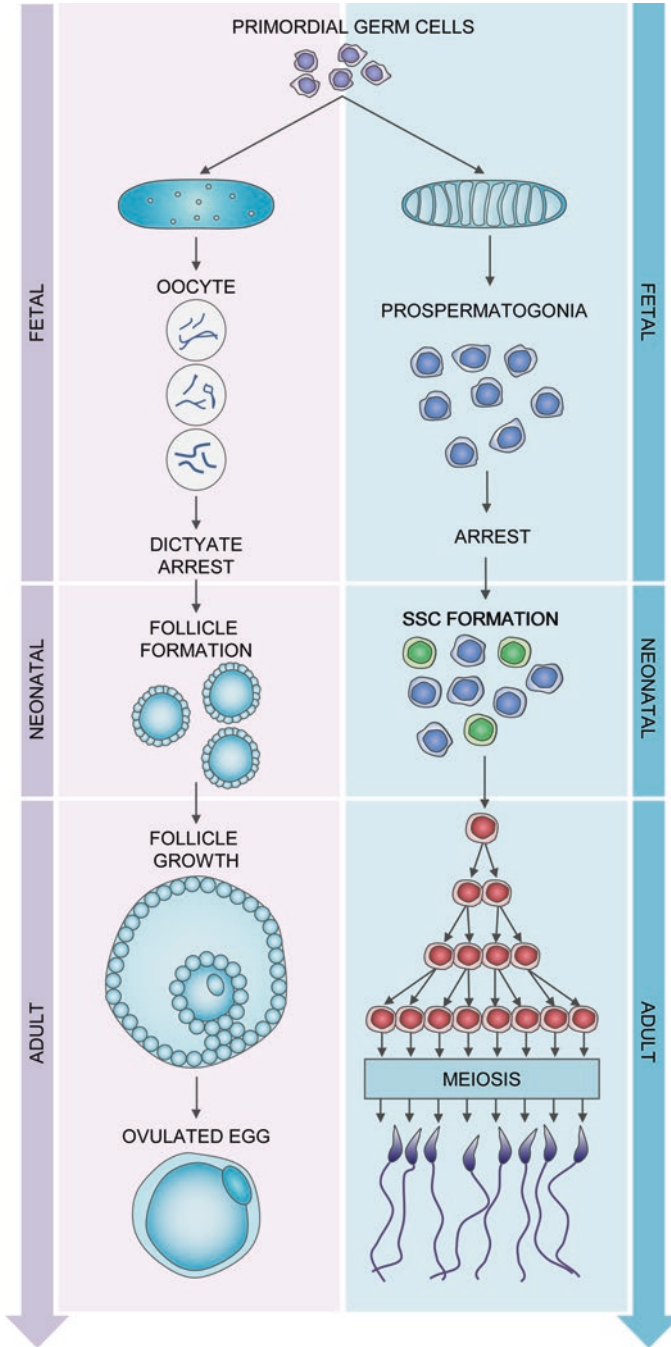 PRIMORDIAL GERM CELLS
FETAL
FETAL
OOCYTE
PROSPERMATOGONIA
DICTYATE
ARREST
ARREST
NEONATAL
NEONATAL
FOLLICLE
FORMATION
SSC FORMATION
ADULT
ADULT
FOLLICLE
GROWTH
MEIOSIS
OVULATED EGG